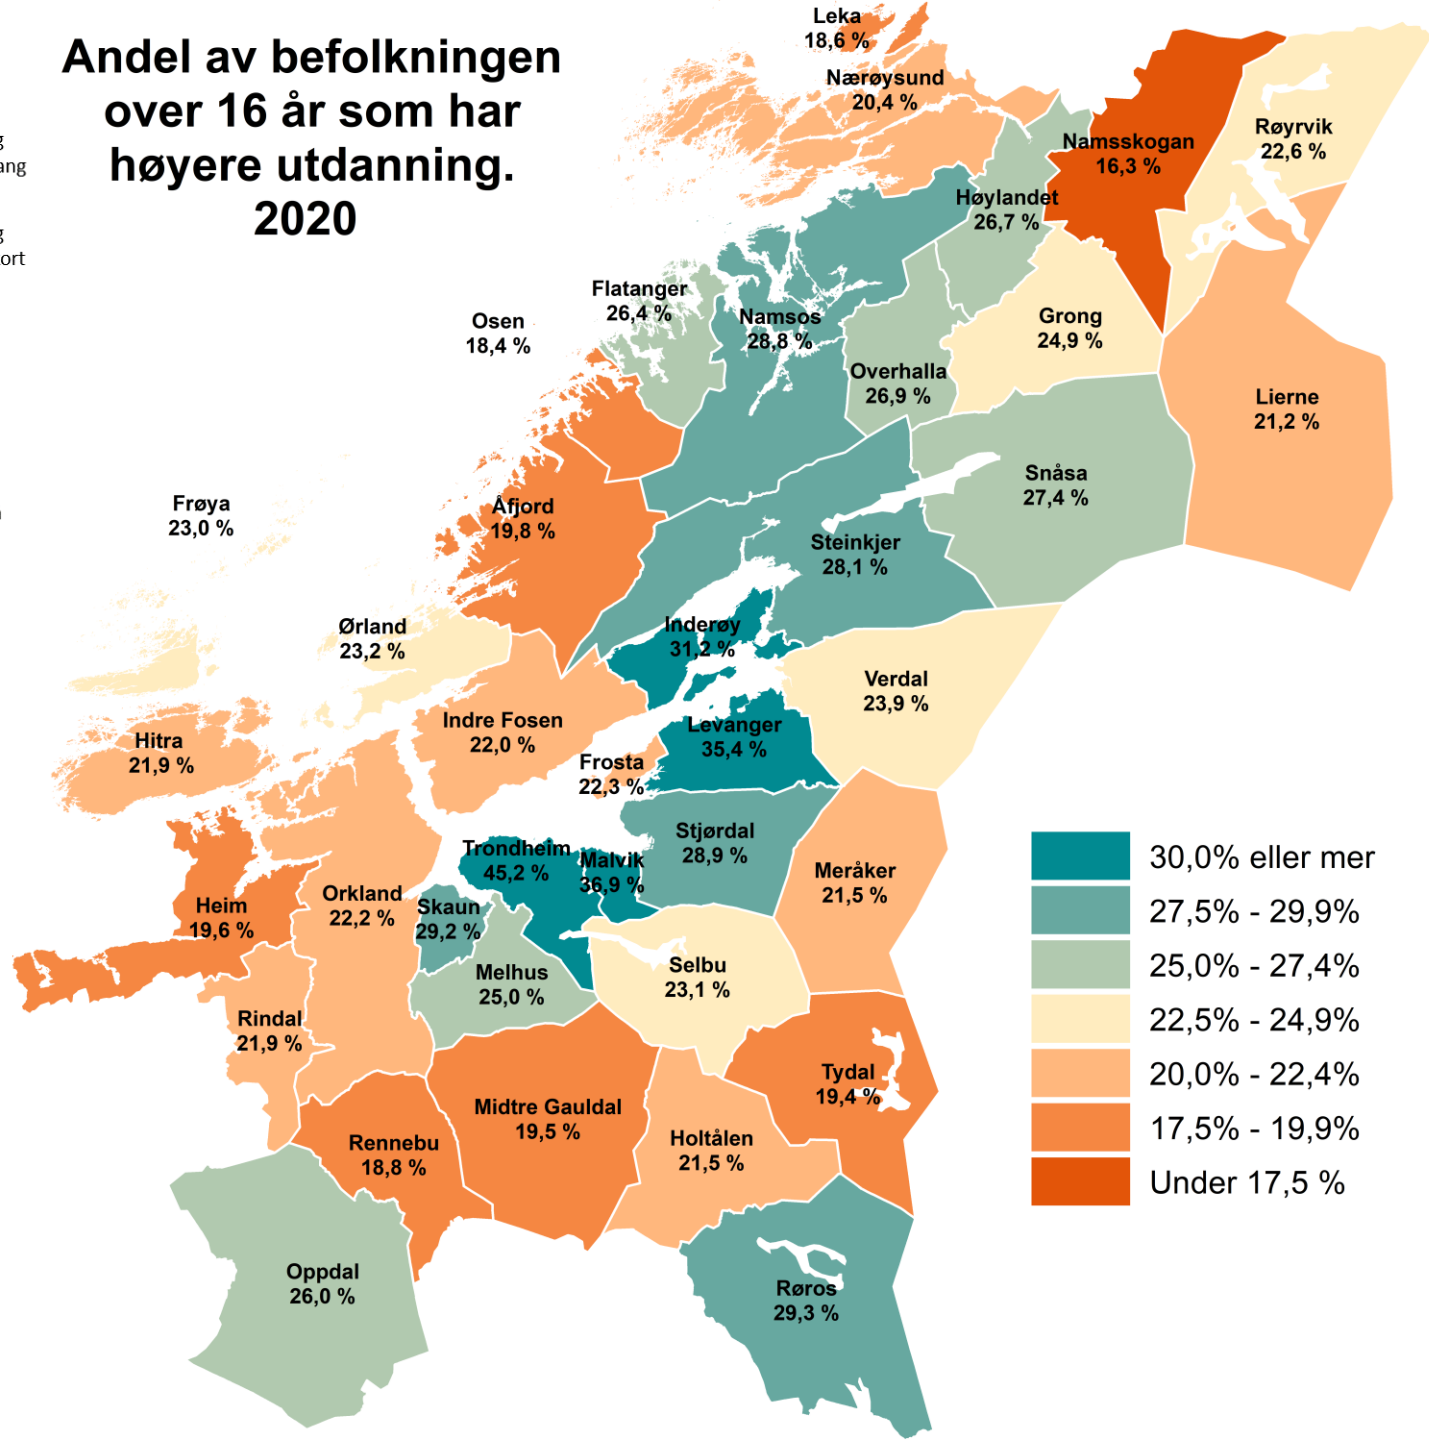 Andel av befolkningen
over 16 år som har
høyere utdanning.
2020
g
ang
g
ort
Leka
18,6 %
Nærøysund
20,4 %
Namsskogan
16,3 %
Røyrvik
22,6 %
Høylandet
26,7 %
Flatanger
26,4 %
Osen
18,4 %
Namsos
28,8 %
Grong
24,9 %
Overhalla
26,9 %
Lierne
21,2 %
Snåsa
27,4 %
Frøya
23,0 %
Åfjord
19,8 %
Steinkjer
28,1 %
Ørland
23,2 %
Inderøy
31,2 %
Verdal
23,9 %
Indre Fosen
22,0 %
Levanger
35,4 %
Hitra
21,9 %
Frosta
22,3 %
Stjørdal
28,9 %
Trondheim
45,2 %
Malvik
36,9 %
Meråker
21,5 %
Orkland
22,2 %
Heim
19,6 %
Skaun
29,2 %
Melhus
25,0 %
Selbu
23,1 %
Rindal
21,9 %
Tydal
19,4 %
Midtre Gauldal
19,5 %
Rennebu
18,8 %
Holtålen
21,5 %
Oppdal
26,0 %
Røros
29,3 %
30,0% eller mer
27,5% - 29,9%
25,0% - 27,4%
22,5% - 24,9%
20,0% - 22,4%
17,5% - 19,9%
Under 17,5 %